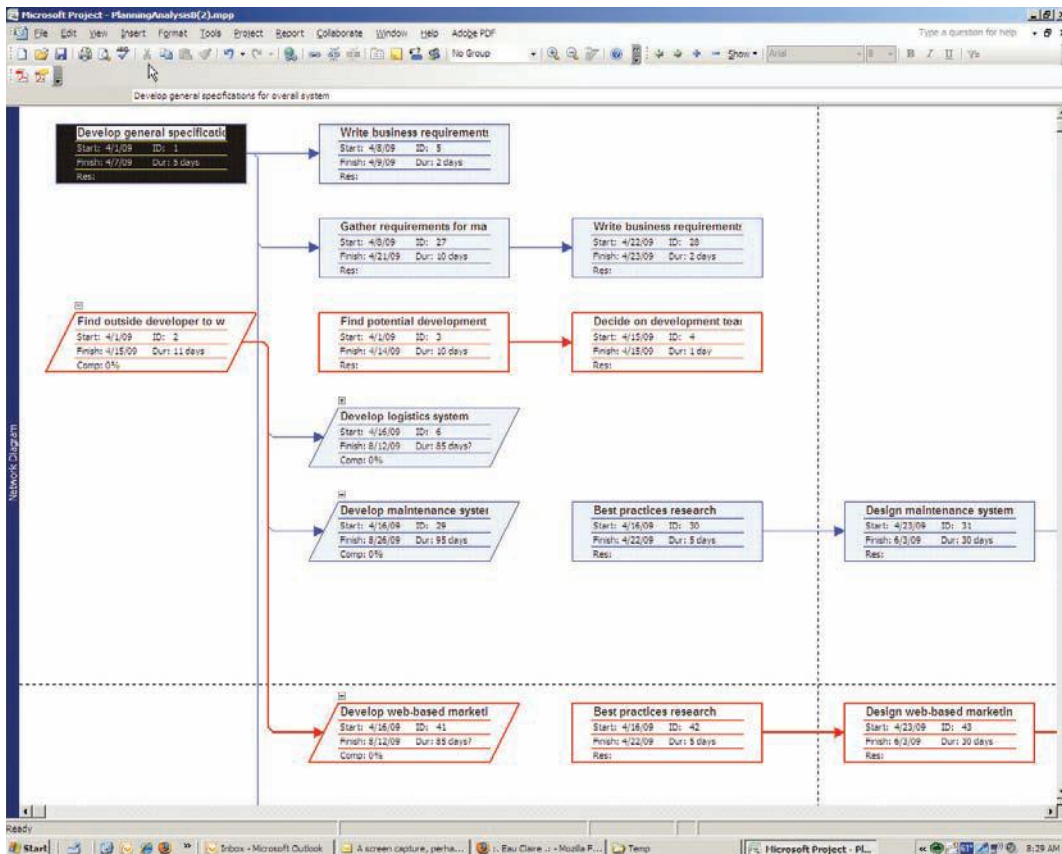 Microsoft Project - PlanningAnalysis8(2).mpp
File Edit View Insert Format Tools Project Report Collaborate Window Help Adobe PDF
Type a question for help
No Group
Show
Arial
8
B I U
Develop general specifications for overall system
Develop general specificatio
Start: 4/1/09 ID: 1
Finish: 4/7/09 Dur: 5 days
Res:
Write business requirements
Start: 4/8/09 ID: 5
Finish: 4/9/09 Dur: 2 days
Res:
Gather requirements for ma
Start: 4/8/09 ID: 27
Finish: 4/21/09 Dur: 10 days
Res:
Write business requirements
Start: 4/22/09 ID: 28
Finish: 4/23/09 Dur: 2 days
Res:
Find outside developer to w
Start: 4/1/09 ID: 2
Finish: 4/15/09 Dur: 11 days
Comp: 0%
Find potential development
Start: 4/1/09 ID: 3
Finish: 4/14/09 Dur: 10 days
Res:
Decide on development tear
Start: 4/15/09 ID: 4
Finish: 4/15/09 Dur: 1 day
Res:
Develop logistics system
Start: 4/16/09 ID: 6
Finish: 8/12/09 Dur: 85 days?
Comp: 0%
Network Diagram
Develop maintenance syster
Start: 4/16/09 ID: 29
Finish: 8/26/09 Dur: 95 days
Comp: 0%
Best practices research
Start: 4/16/09 ID: 30
Finish: 4/22/09 Dur: 5 days
Res:
Design maintenance system
Start: 4/23/09 ID: 31
Finish: 6/3/09 Dur: 30 days
Res:
Develop web-based marketi
Start: 4/16/09 ID: 41
Finish: 8/12/09 Dur: 85 days?
Comp: 0%
Best practices research
Start: 4/16/09 ID: 42
Finish: 4/22/09 Dur: 5 days
Res:
Design web-based marketin
Start: 4/23/09 ID: 43
Finish: 6/3/09 Dur: 30 days
Res:
Ready
Start
Inbox - Microsoft Outlook
A screen capture, perha...
:. Eau Claire .: - Mozilla F...
Temp
Microsoft Project - Pl...
8:29 AM